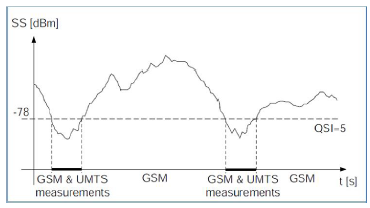 SS [dBm]
-78
QSI=5
GSM & UMTS
measurements
GSM
GSM & UMTS
measurements
GSM
t [s]